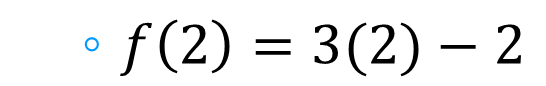 ◦ f(2) = 3(2) − 2